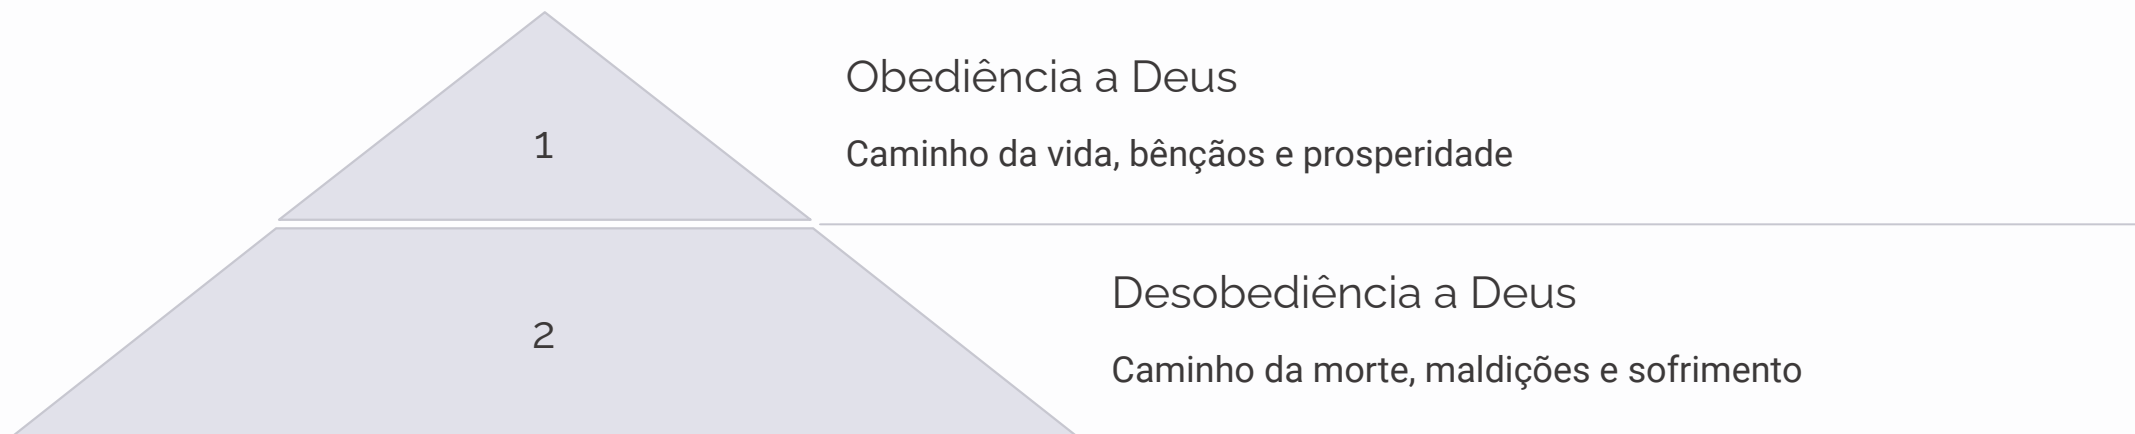 1
Obediência a Deus
Caminho da vida, bênçãos e prosperidade
2
Desobediência a Deus
Caminho da morte, maldições e sofrimento